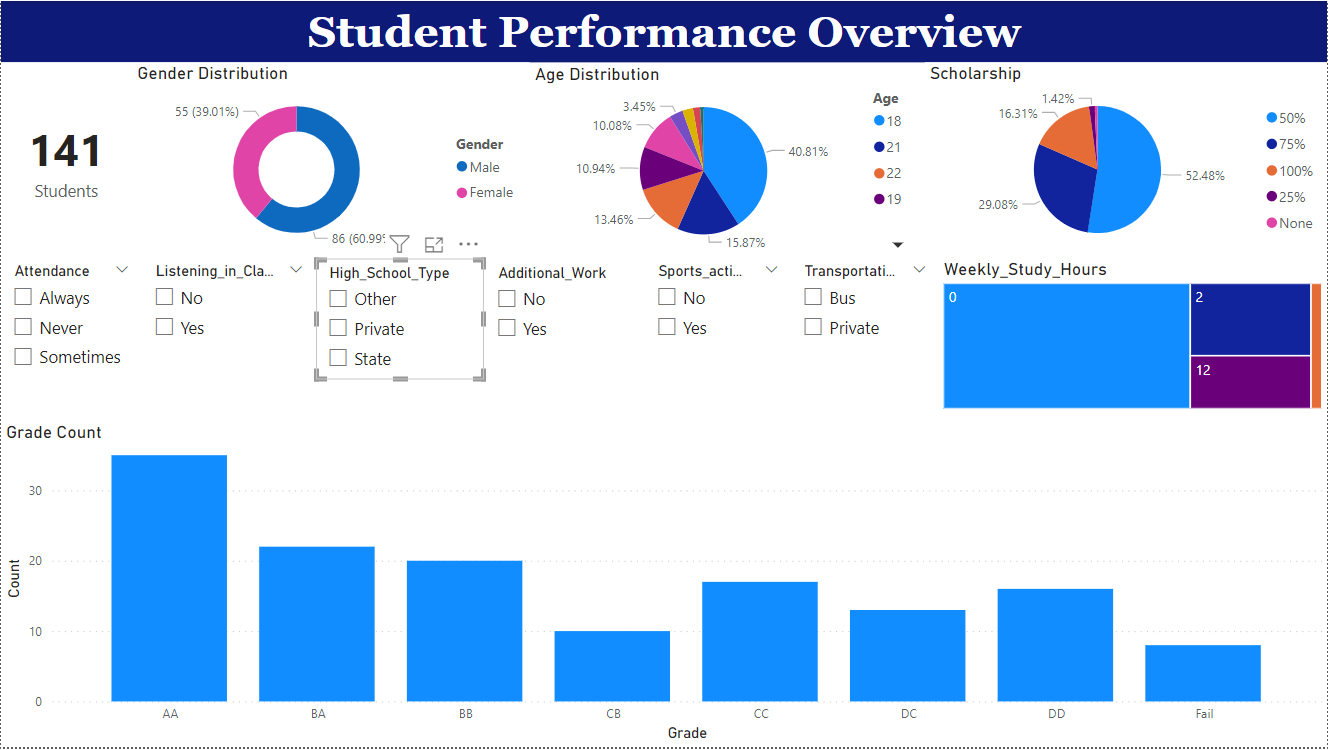 Student Performance Overview
Gender Distribution
Age Distribution
Scholarship
141
Students
55 (39.01%)
86 (60.99%
Gender
Male
Female
3.45%
10.08%
10.94%
13.46%
15.87%
40.81%
Age
18
21
22
19
1.42%
16.31%
29.08%
52.48%
50%
75%
100%
25%
None
Attendance
Always
Never
Sometimes
Listening_in_Cla...
No
Yes
High_School_Type
Other
Private
State
Additional_Work
No
Yes
Sports_acti...
No
Yes
Transportati...
Bus
Private
Weekly_Study_Hours
0
2
12
Grade Count
Count
30
20
10
0
AA
BA
BB
CB
CC
DC
DD
Fail
Grade